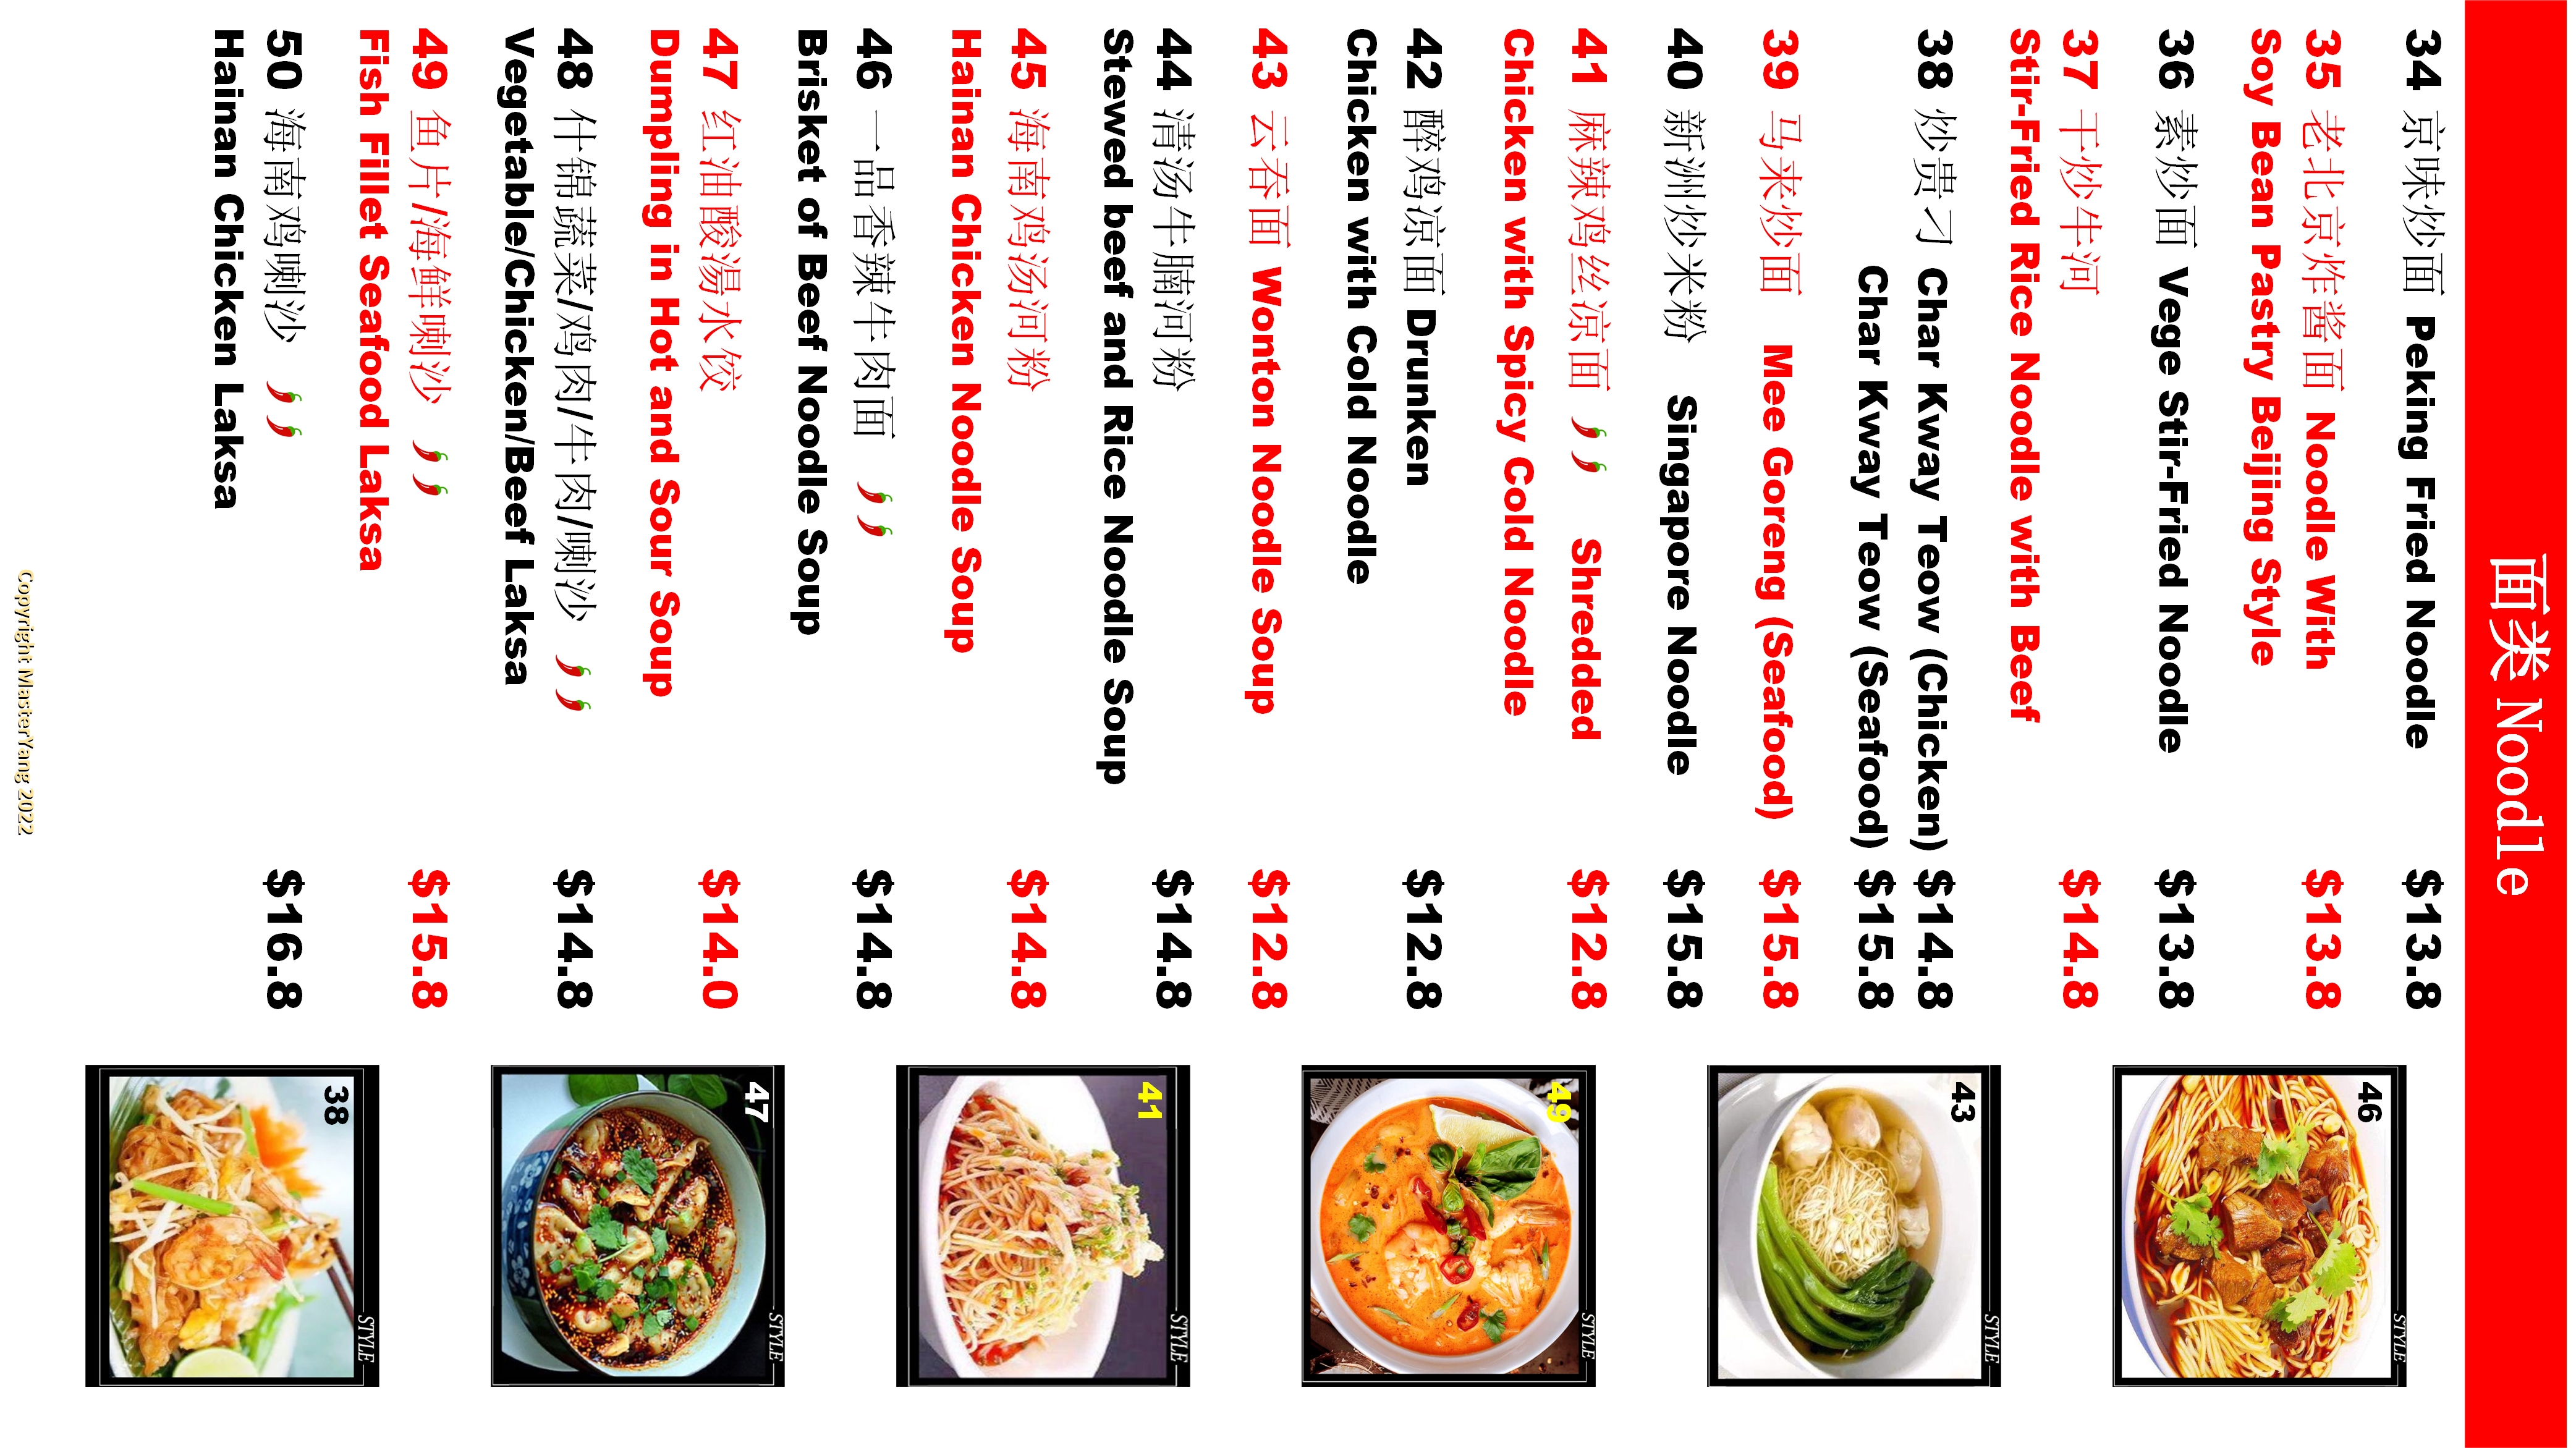 面类 Noodle
34 京味炒面 Peking Fried Noodle $13.8
35 老北京炸酱面 Noodle With $13.8
Soy Bean Pastry Beijing Style
36 素炒面 Vege Stir-Fried Noodle $13.8
37 干炒牛河 $14.8
Stir-Fried Rice Noodle with Beef
38 炒贵刁 Char Kway Teow (Chicken) $14.8
Char Kway Teow (Seafood) $15.8
39 马来炒面 Mee Goreng (Seafood) $15.8
40 新洲炒米粉 Singapore Noodle $15.8
41 麻辣鸡丝凉面 Shredded $12.8
Chicken with Spicy Cold Noodle
42 醉鸡凉面 Drunken $12.8
Chicken with Cold Noodle
43 云吞面 Wonton Noodle Soup $12.8
44 清汤牛腩河粉 $14.8
Stewed beef and Rice Noodle Soup
45 海南鸡汤河粉 $14.8
Hainan Chicken Noodle Soup
46 一品香辣牛肉面 $14.8
Brisket of Beef Noodle Soup
47 红油酸湯水饺 $14.0
Dumpling in Hot and Sour Soup
48 什锦蔬菜/鸡肉/牛肉/喇沙 $14.8
Vegetable/Chicken/Beef Laksa
49 鱼片/海鲜喇沙 $15.8
Fish Fillet Seafood Laksa
50 海南鸡喇沙 $16.8
Hainan Chicken Laksa
46
STYLE
43
STYLE
49
STYLE
41
STYLE
47
STYLE
38
STYLE
Copyright MasterYang 2022